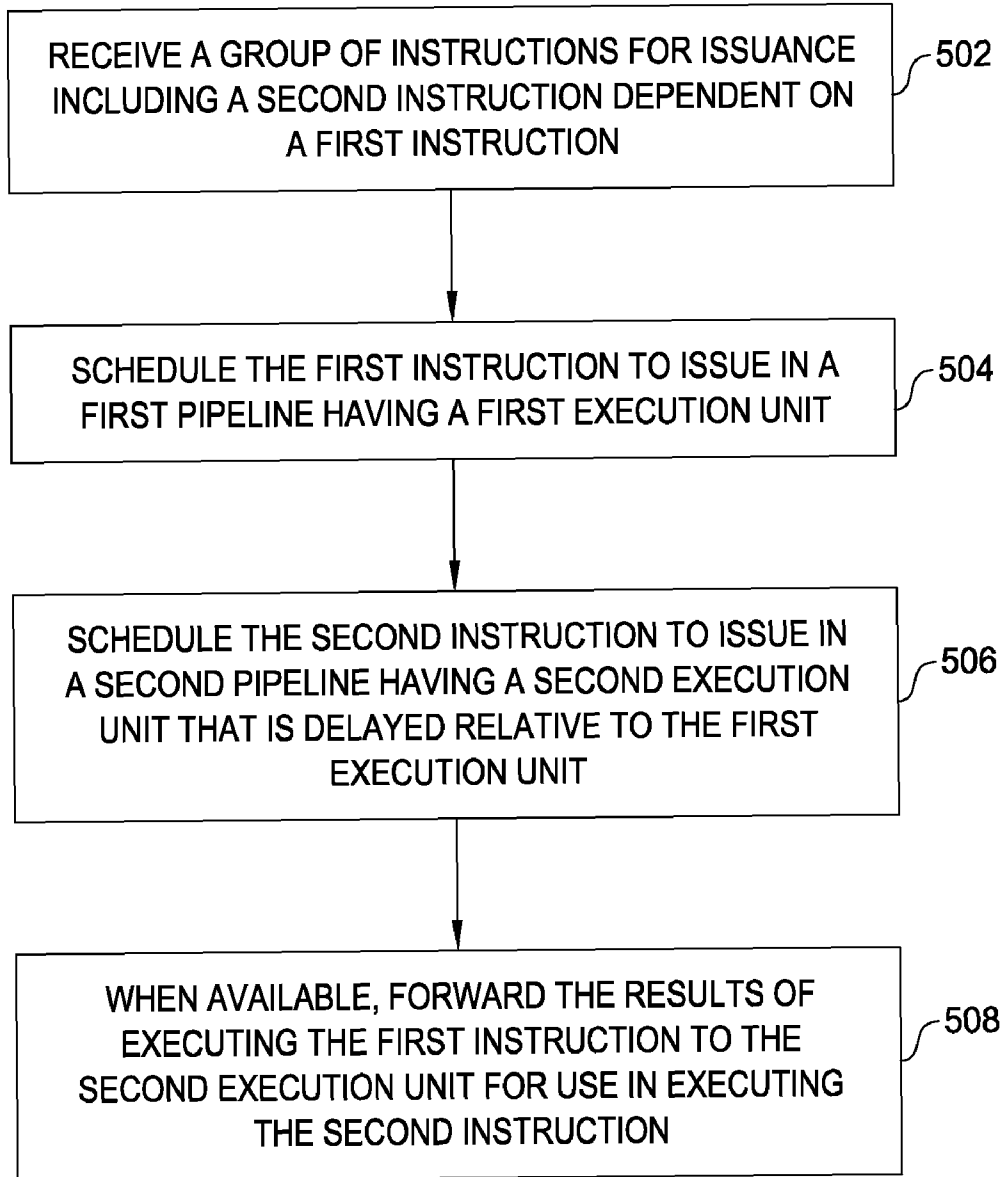 RECEIVE A GROUP OF INSTRUCTIONS FOR ISSUANCE
INCLUDING A SECOND INSTRUCTION DEPENDENT ON
A FIRST INSTRUCTION
502
SCHEDULE THE FIRST INSTRUCTION TO ISSUE IN A
FIRST PIPELINE HAVING A FIRST EXECUTION UNIT
504
SCHEDULE THE SECOND INSTRUCTION TO ISSUE IN
A SECOND PIPELINE HAVING A SECOND EXECUTION
UNIT THAT IS DELAYED RELATIVE TO THE FIRST
EXECUTION UNIT
506
WHEN AVAILABLE, FORWARD THE RESULTS OF
EXECUTING THE FIRST INSTRUCTION TO THE
SECOND EXECUTION UNIT FOR USE IN EXECUTING
THE SECOND INSTRUCTION
508